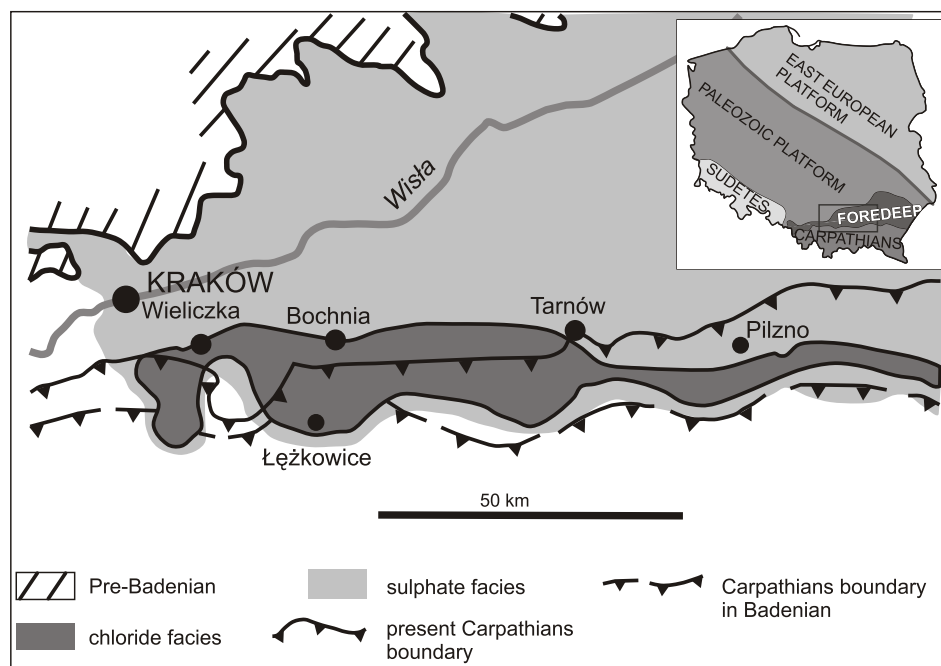 EAST EUROPEAN
PLATFORM
PALEOZOIC PLATFORM
SUDETES
FOREDEEP
CARPATHIANS
Wisła
KRAKÓW
Wieliczka
Bochnia
Tarnów
Pilzno
Łężkowice
50 km
Pre-Badenian
sulphate facies
Carpathians boundary
in Badenian
chloride facies
present Carpathians
boundary